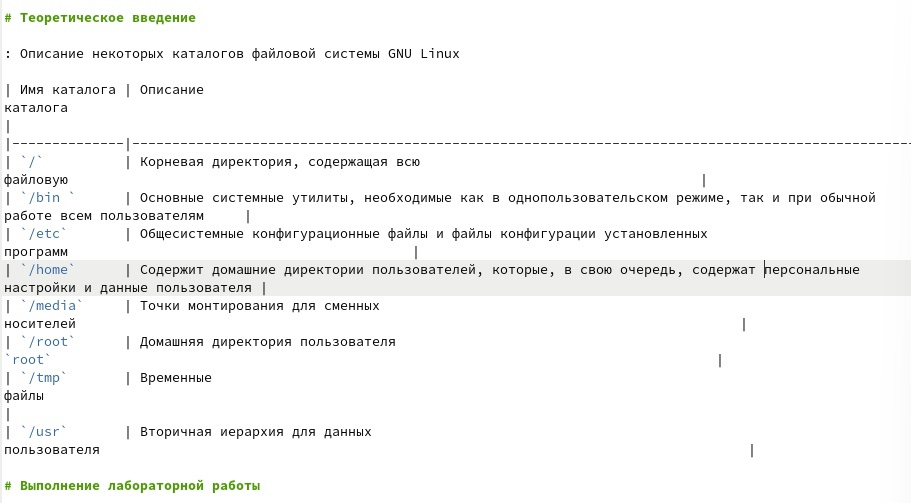 # Теоретическое введение
: Описание некоторых каталогов файловой системы GNU Linux
| Имя каталога | Описание
каталога
|
|--------------|--------------------------------------------------------------------------------------------------
| `/`          | Корневая директория, содержащая всю
файловую                                                                               |
| `/bin `      | Основные системные утилиты, необходимые как в однопользовательском режиме, так и при обычной
работе всем пользователям     |
| `/etc`       | Общесистемные конфигурационные файлы и файлы конфигурации установленных
программ                                           |
| `/home`      | Содержит домашние директории пользователей, которые, в свою очередь, содержат персональные
настройки и данные пользователя |
| `/media`     | Точки монтирования для сменных
носителей                                                                                   |
| `/root`      | Домашняя директория пользователя
`root`                                                                                   |
| `/tmp`       | Временные
файлы
|
| `/usr`       | Вторичная иерархия для данных
пользователя                                                                                 |
# Выполнение лабораторной работы